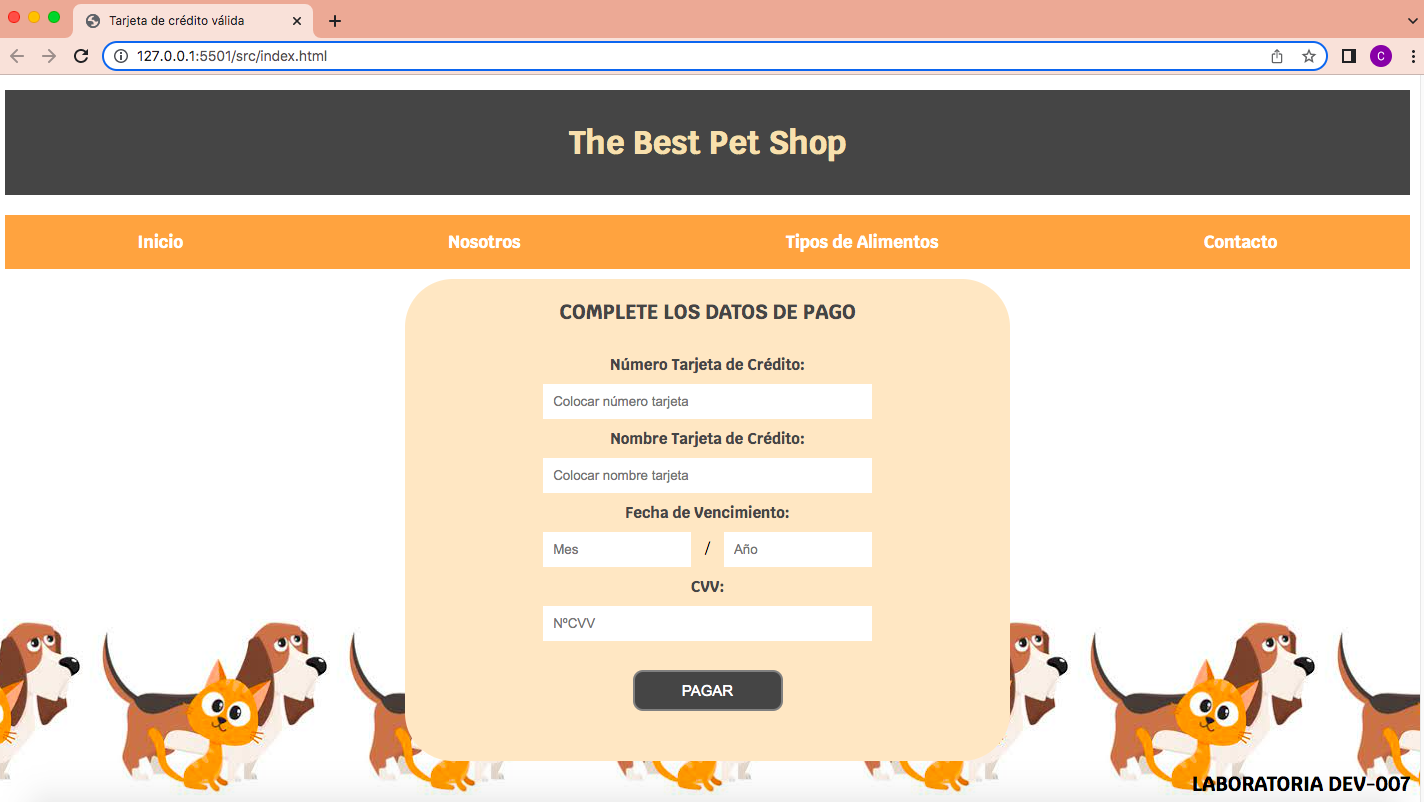 Tarjeta de crédito válida
127.0.0.1:5501/src/index.html
C
The Best Pet Shop
Inicio Nosotros Tipos de Alimentos Contacto
COMPLETE LOS DATOS DE PAGO
Número Tarjeta de Crédito:
Colocar número tarjeta
Nombre Tarjeta de Crédito:
Colocar nombre tarjeta
Fecha de Vencimiento:
Mes / Año
CVV:
NºCVV
PAGAR
LABORATORIA DEV-007